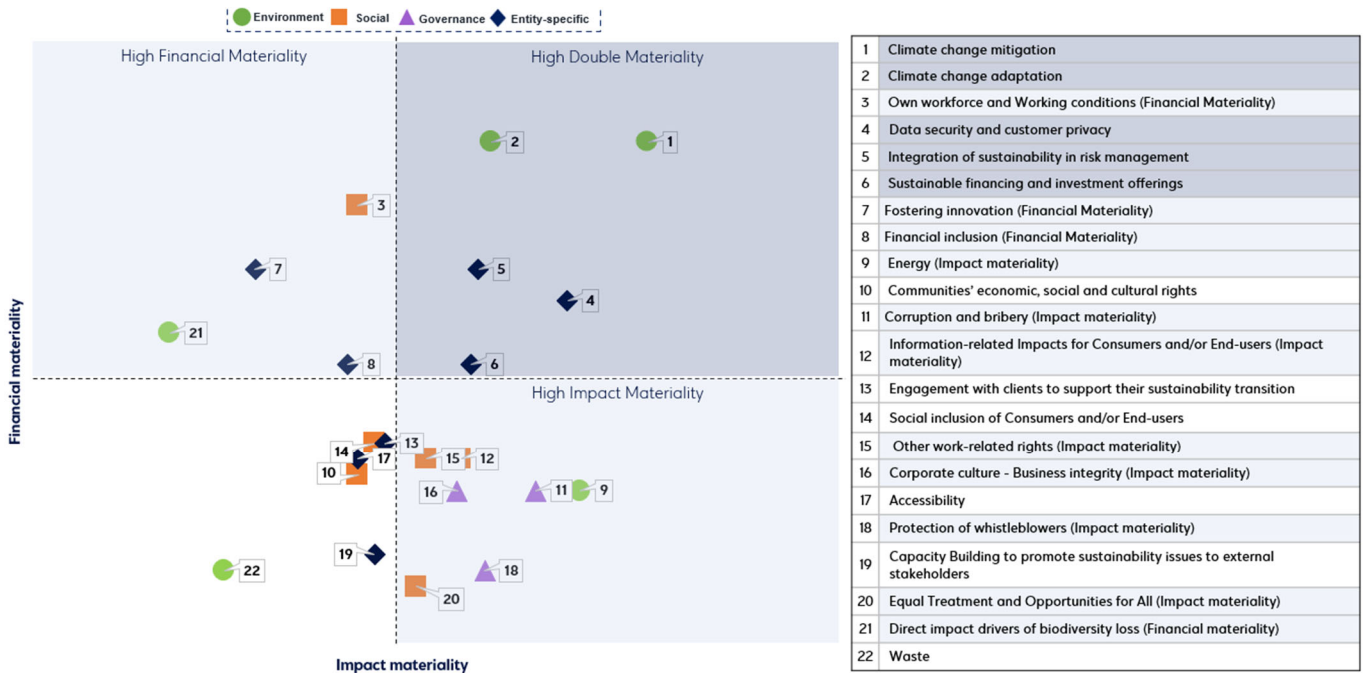 Environment Social Governance Entity-specific
High Financial Materiality
High Double Materiality
2
1
3
7
5
4
21
8
6
Financial materiality
High Impact Materiality
13
14
17
15
12
10
16
11
9
19
22
18
20
Impact materiality
1 Climate change mitigation
2 Climate change adaptation
3 Own workforce and Working conditions (Financial Materiality)
4 Data security and customer privacy
5 Integration of sustainability in risk management
6 Sustainable financing and investment offerings
7 Fostering innovation (Financial Materiality)
8 Financial inclusion (Financial Materiality)
9 Energy (Impact materiality)
10 Communities' economic, social and cultural rights
11 Corruption and bribery (Impact materiality)
12 Information-related Impacts for Consumers and/or End-users (Impact
materiality)
13 Engagement with clients to support their sustainability transition
14 Social inclusion of Consumers and/or End-users
15 Other work-related rights (Impact materiality)
16 Corporate culture - Business integrity (Impact materiality)
17 Accessibility
18 Protection of whistleblowers (Impact materiality)
19 Capacity Building to promote sustainability issues to external
stakeholders
20 Equal Treatment and Opportunities for All (Impact materiality)
21 Direct impact drivers of biodiversity loss (Financial materiality)
22 Waste